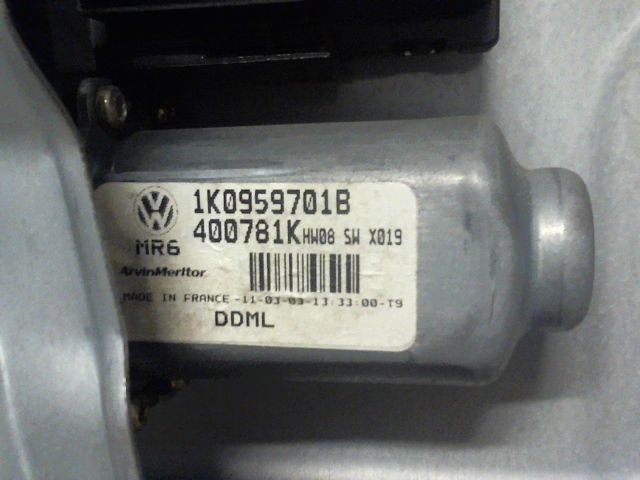 1K0959701B
400781K HW08 SW X019
MR6
ArvinMeritor
MADE IN FRANCE -11-03-03-13:33:00-T9
DDML